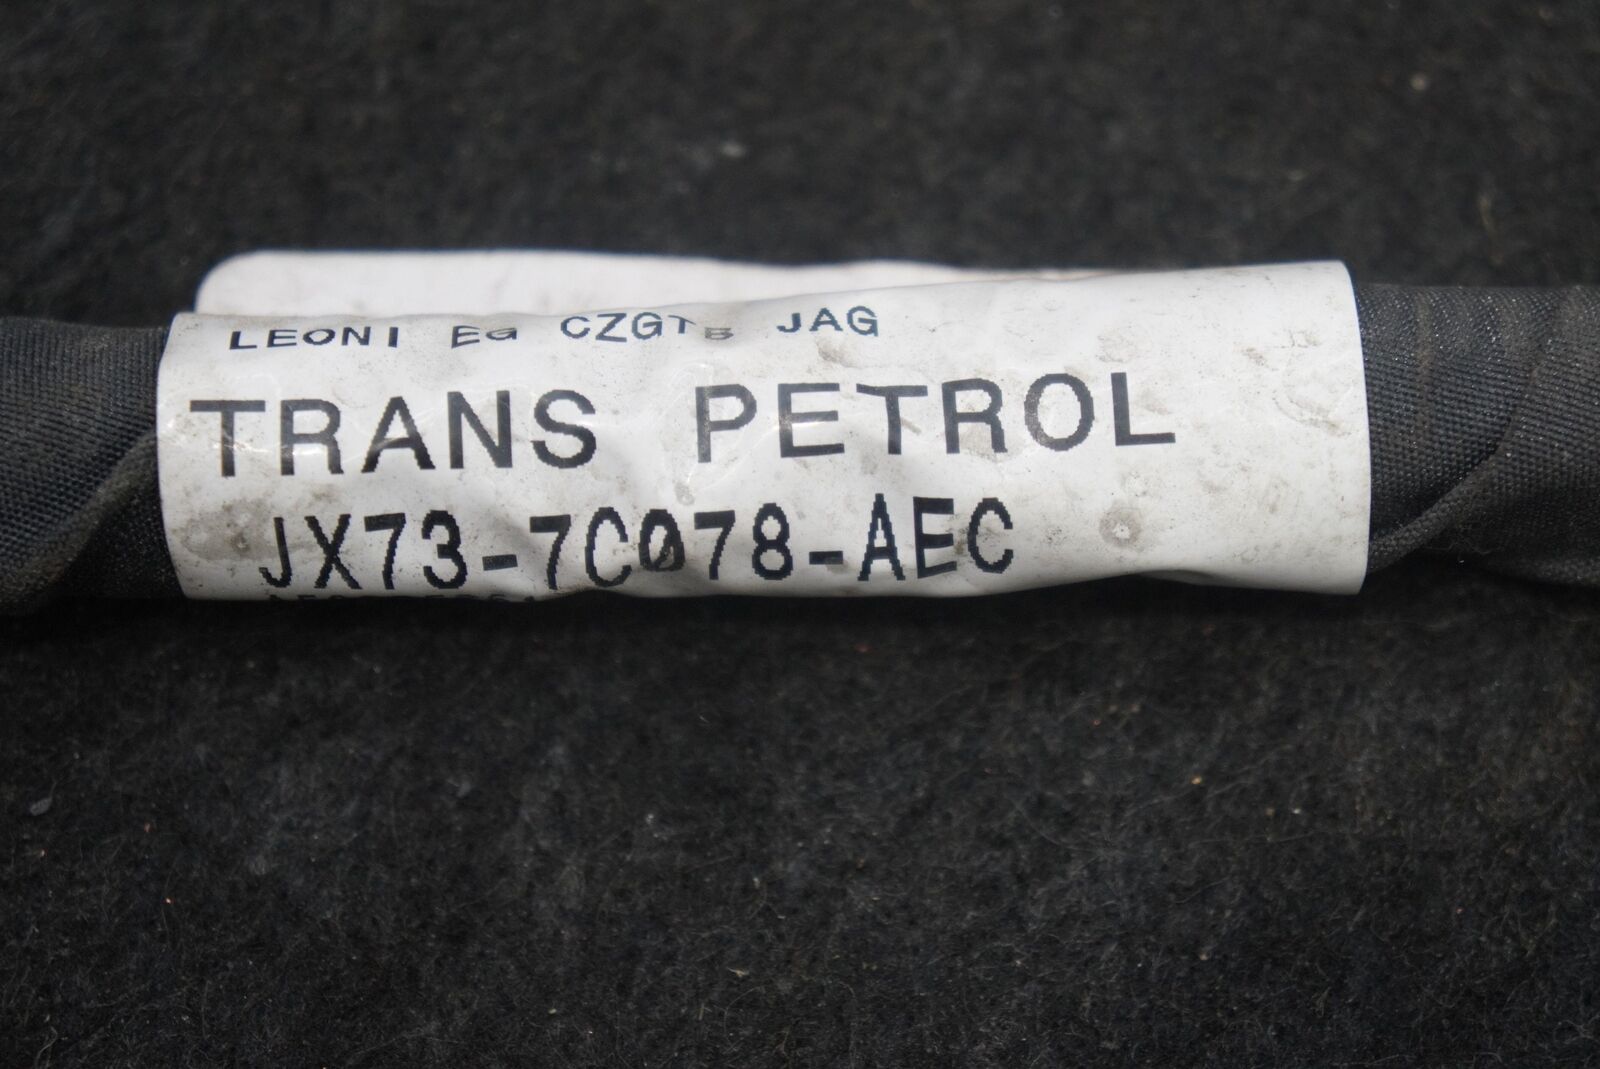 LEONI EG CZGTB JAG
TRANS PETROL
JX73-7C078-AEC